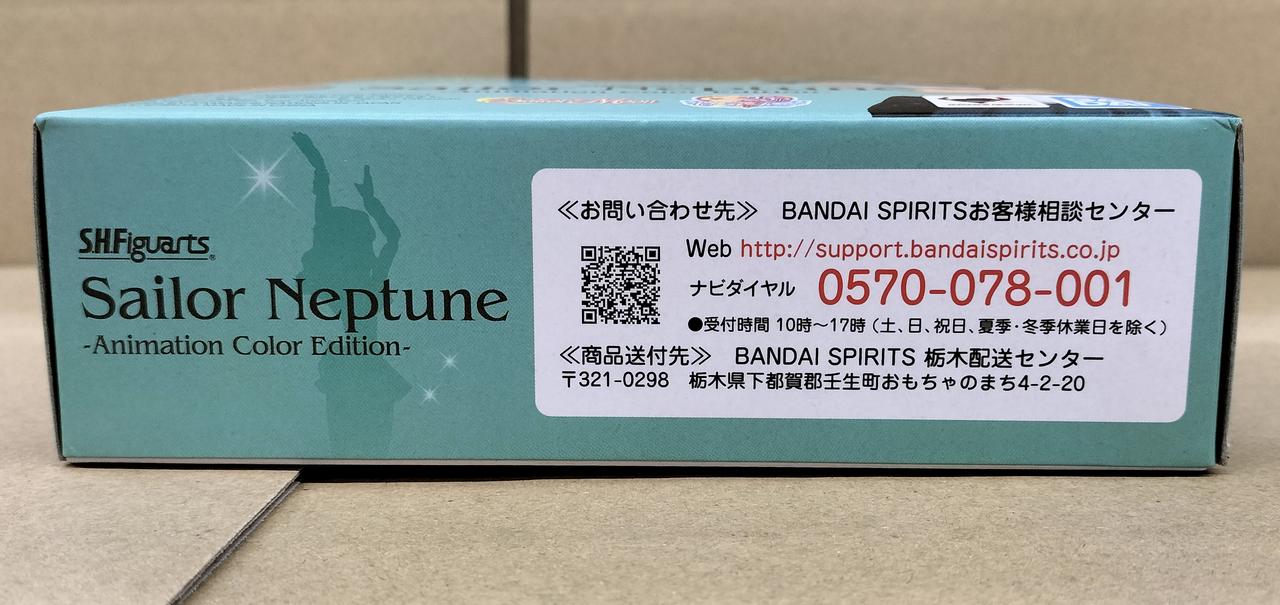 Sailor Moon
S.H.Figuarts
Sailor Neptune
-Animation Color Edition-
≪お問い合わせ先≫ BANDAI SPIRITSお客様相談センター
Web http://support.bandaispirits.co.jp
ナビダイヤル 0570-078-001
●受付時間 10時～17時（土、日、祝日、夏季・冬季休業日を除く）
≪商品送付先≫ BANDAI SPIRITS 栃木配送センター
〒321-0298 栃木県下都賀郡壬生町おもちゃのまち4-2-20